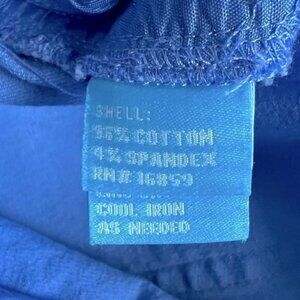 SHELL:
96% COTTON
4% SPANDEX
RN# 16859
COOL IRON
AS NEEDED